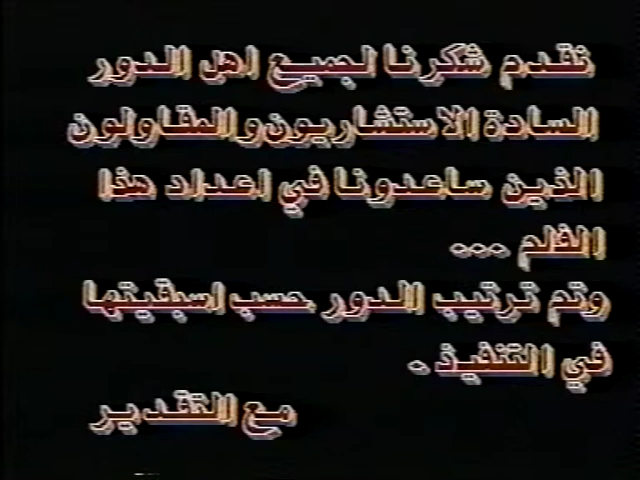 نقدم شكرنا لجميع اهل الدور
السادة الاستشاريون والمقاولون
الذين ساعدونا في اعداد هذا
الفلم ...
وتم ترتيب الدور حسب اسبقيتها
في التنفيذ .
مع التقدير